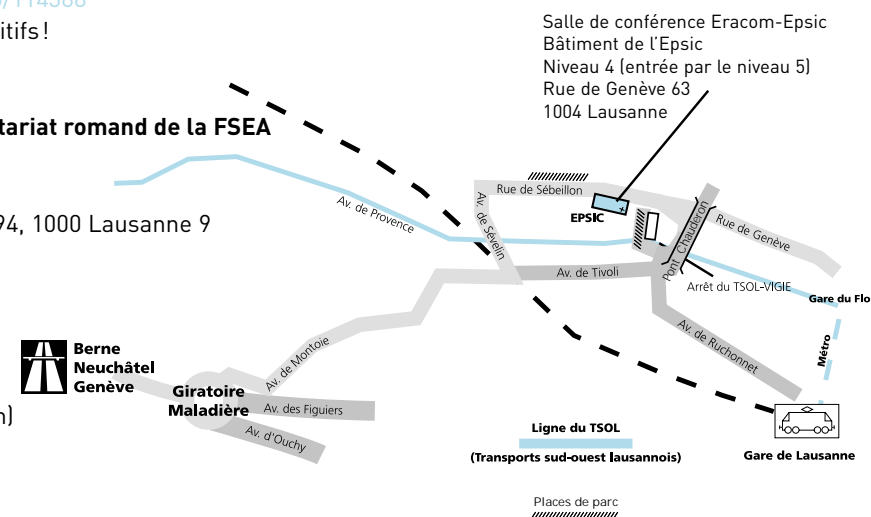 itifs!
Salle de conférence Eracom-Epsic
Bâtiment de l'Epsic
Niveau 4 (entrée par le niveau 5)
Rue de Genève 63
1004 Lausanne
tariat romand de la FSEA
94, 1000 Lausanne 9
Rue de Sébeillon
EPSIC
Av. de Provence
Av. de Sévelin
Pont Chauderon
Rue de Genève
Av. de Tivoli
Arrêt du TSOL-VIGIE
Gare du Flo
Métro
Av. de Ruchonnet
Berne
Neuchâtel
Genève
Av. de Montoie
Giratoire
Maladière
Av. des Figuiers
Av. d'Ouchy
n)
Ligne du TSOL
(Transports sud-ouest lausannois)
Gare de Lausanne
Places de parc